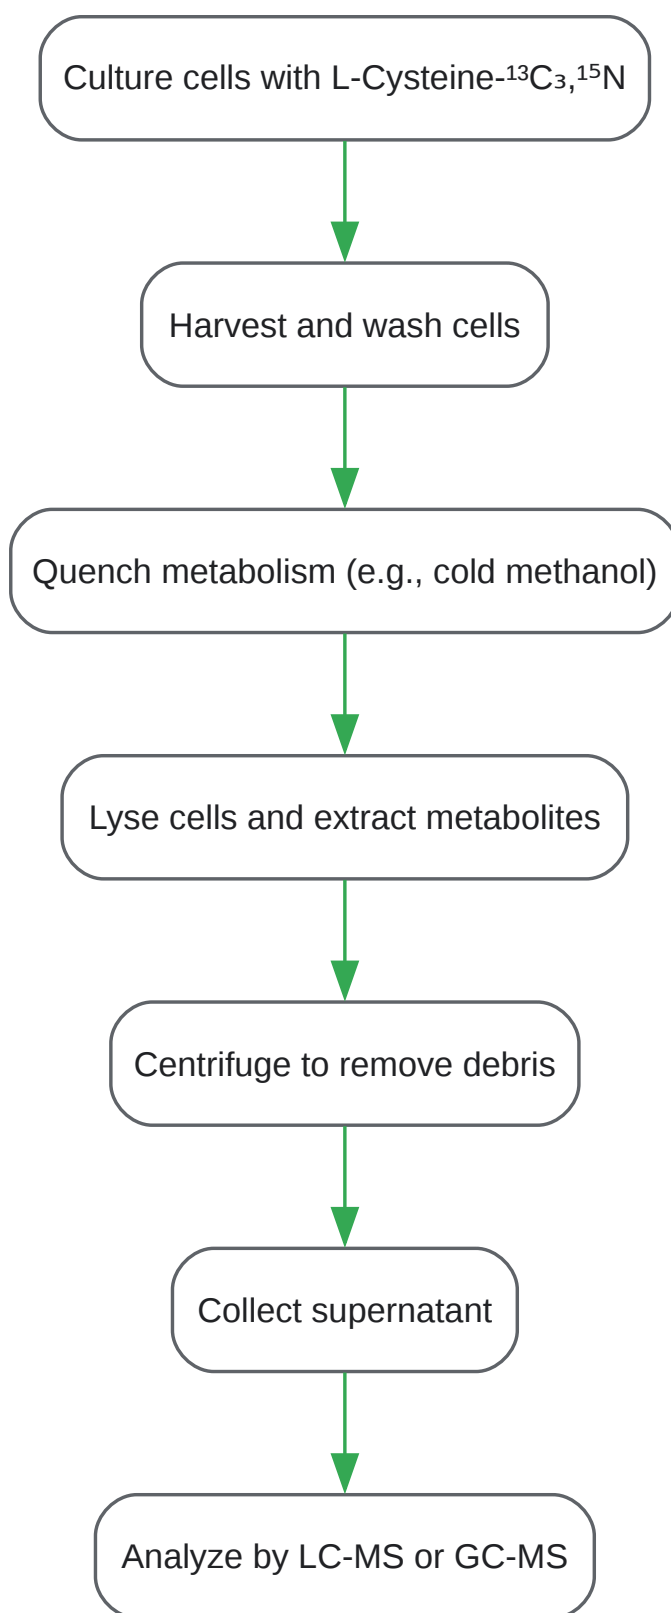 Culture cells with L-Cysteine-¹³C₃,¹⁵N
Harvest and wash cells
Quench metabolism (e.g., cold methanol)
Lyse cells and extract metabolites
Centrifuge to remove debris
Collect supernatant
Analyze by LC-MS or GC-MS